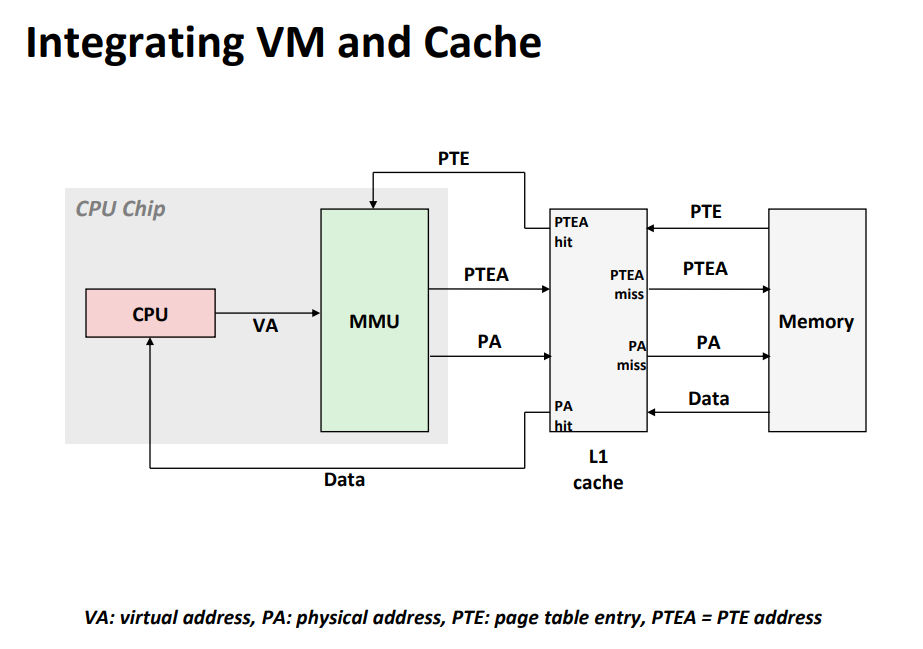 Integrating VM and Cache
PTE
CPU Chip
PTEA
hit
PTE
PTEA
PTEA
miss
PTEA
CPU
VA
MMU
Memory
PA
PA
miss
PA
PA
hit
Data
L1
cache
Data
VA: virtual address, PA: physical address, PTE: page table entry, PTEA = PTE address